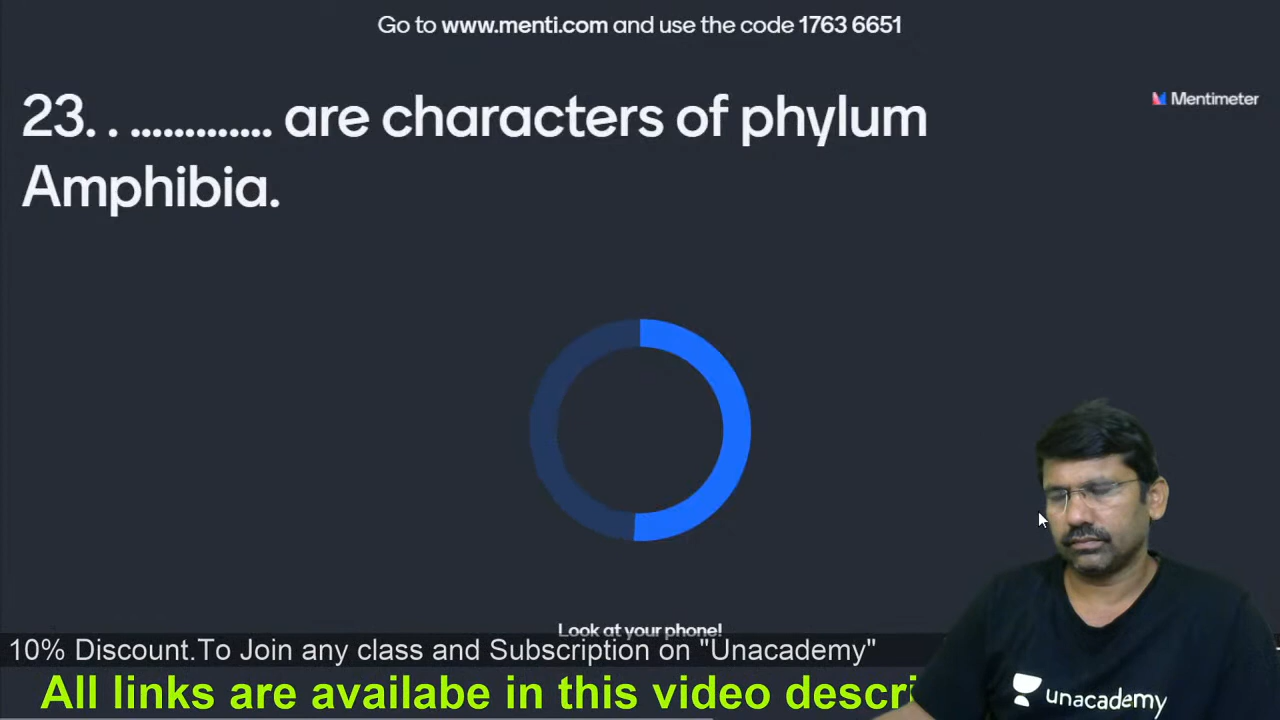 Go to www.menti.com and use the code 1763 6651
Mentimeter
23. . ............. are characters of phylum
Amphibia.
Look at your phone!
10% Discount.To Join any class and Subscription on "Unacademy"
All links are availabe in this video descri
unacademy